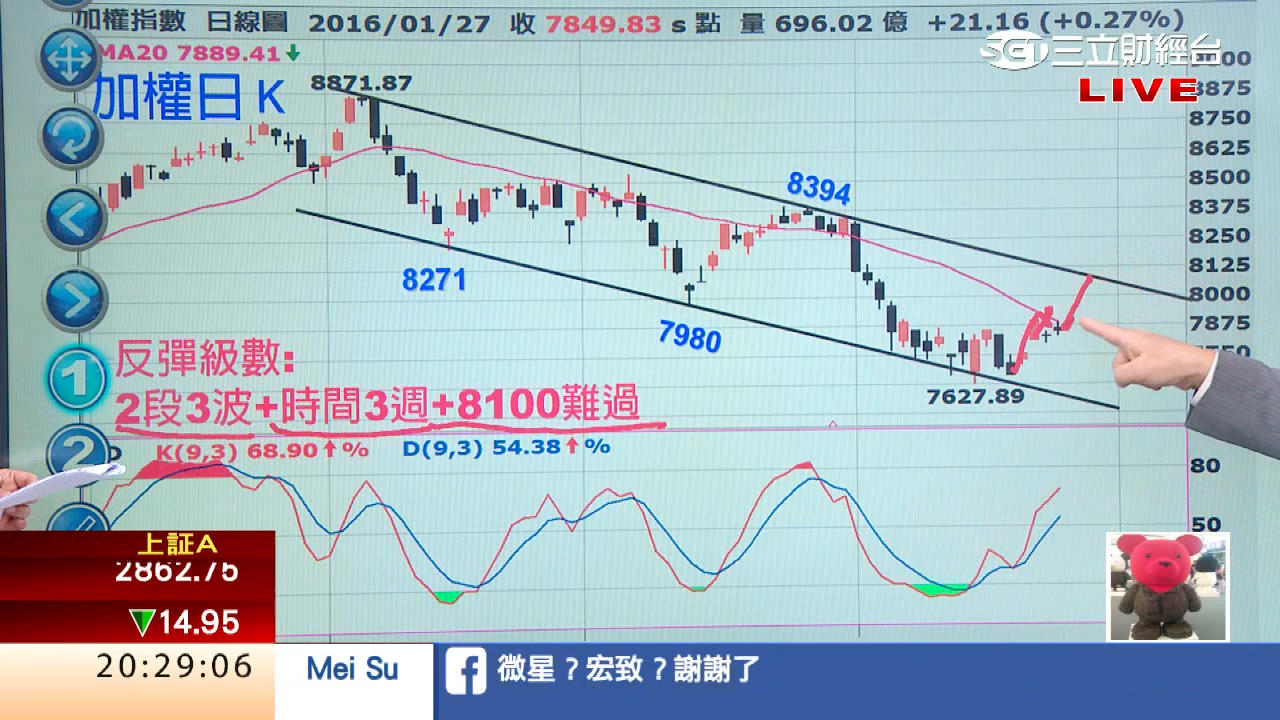 加權指數 日線圖 2016/01/27 收 7849.83 s 點 量 696.02 億 +21.16 (+0.27%)
MA20 7889.41↓
SET 三立財經台
LIVE
加權日K
8871.87
8875
8750
8625
8500
8375
8250
8125
8000
7875
8394
8271
7980
7627.89
反彈級數:
2段3波+時間3週+8100難過
K(9,3) 68.90↑% D(9,3) 54.38↑%
80
50
1
2
上証A
2862.75
▼14.95
20:29:06
Mei Su
微星?宏致?謝謝了